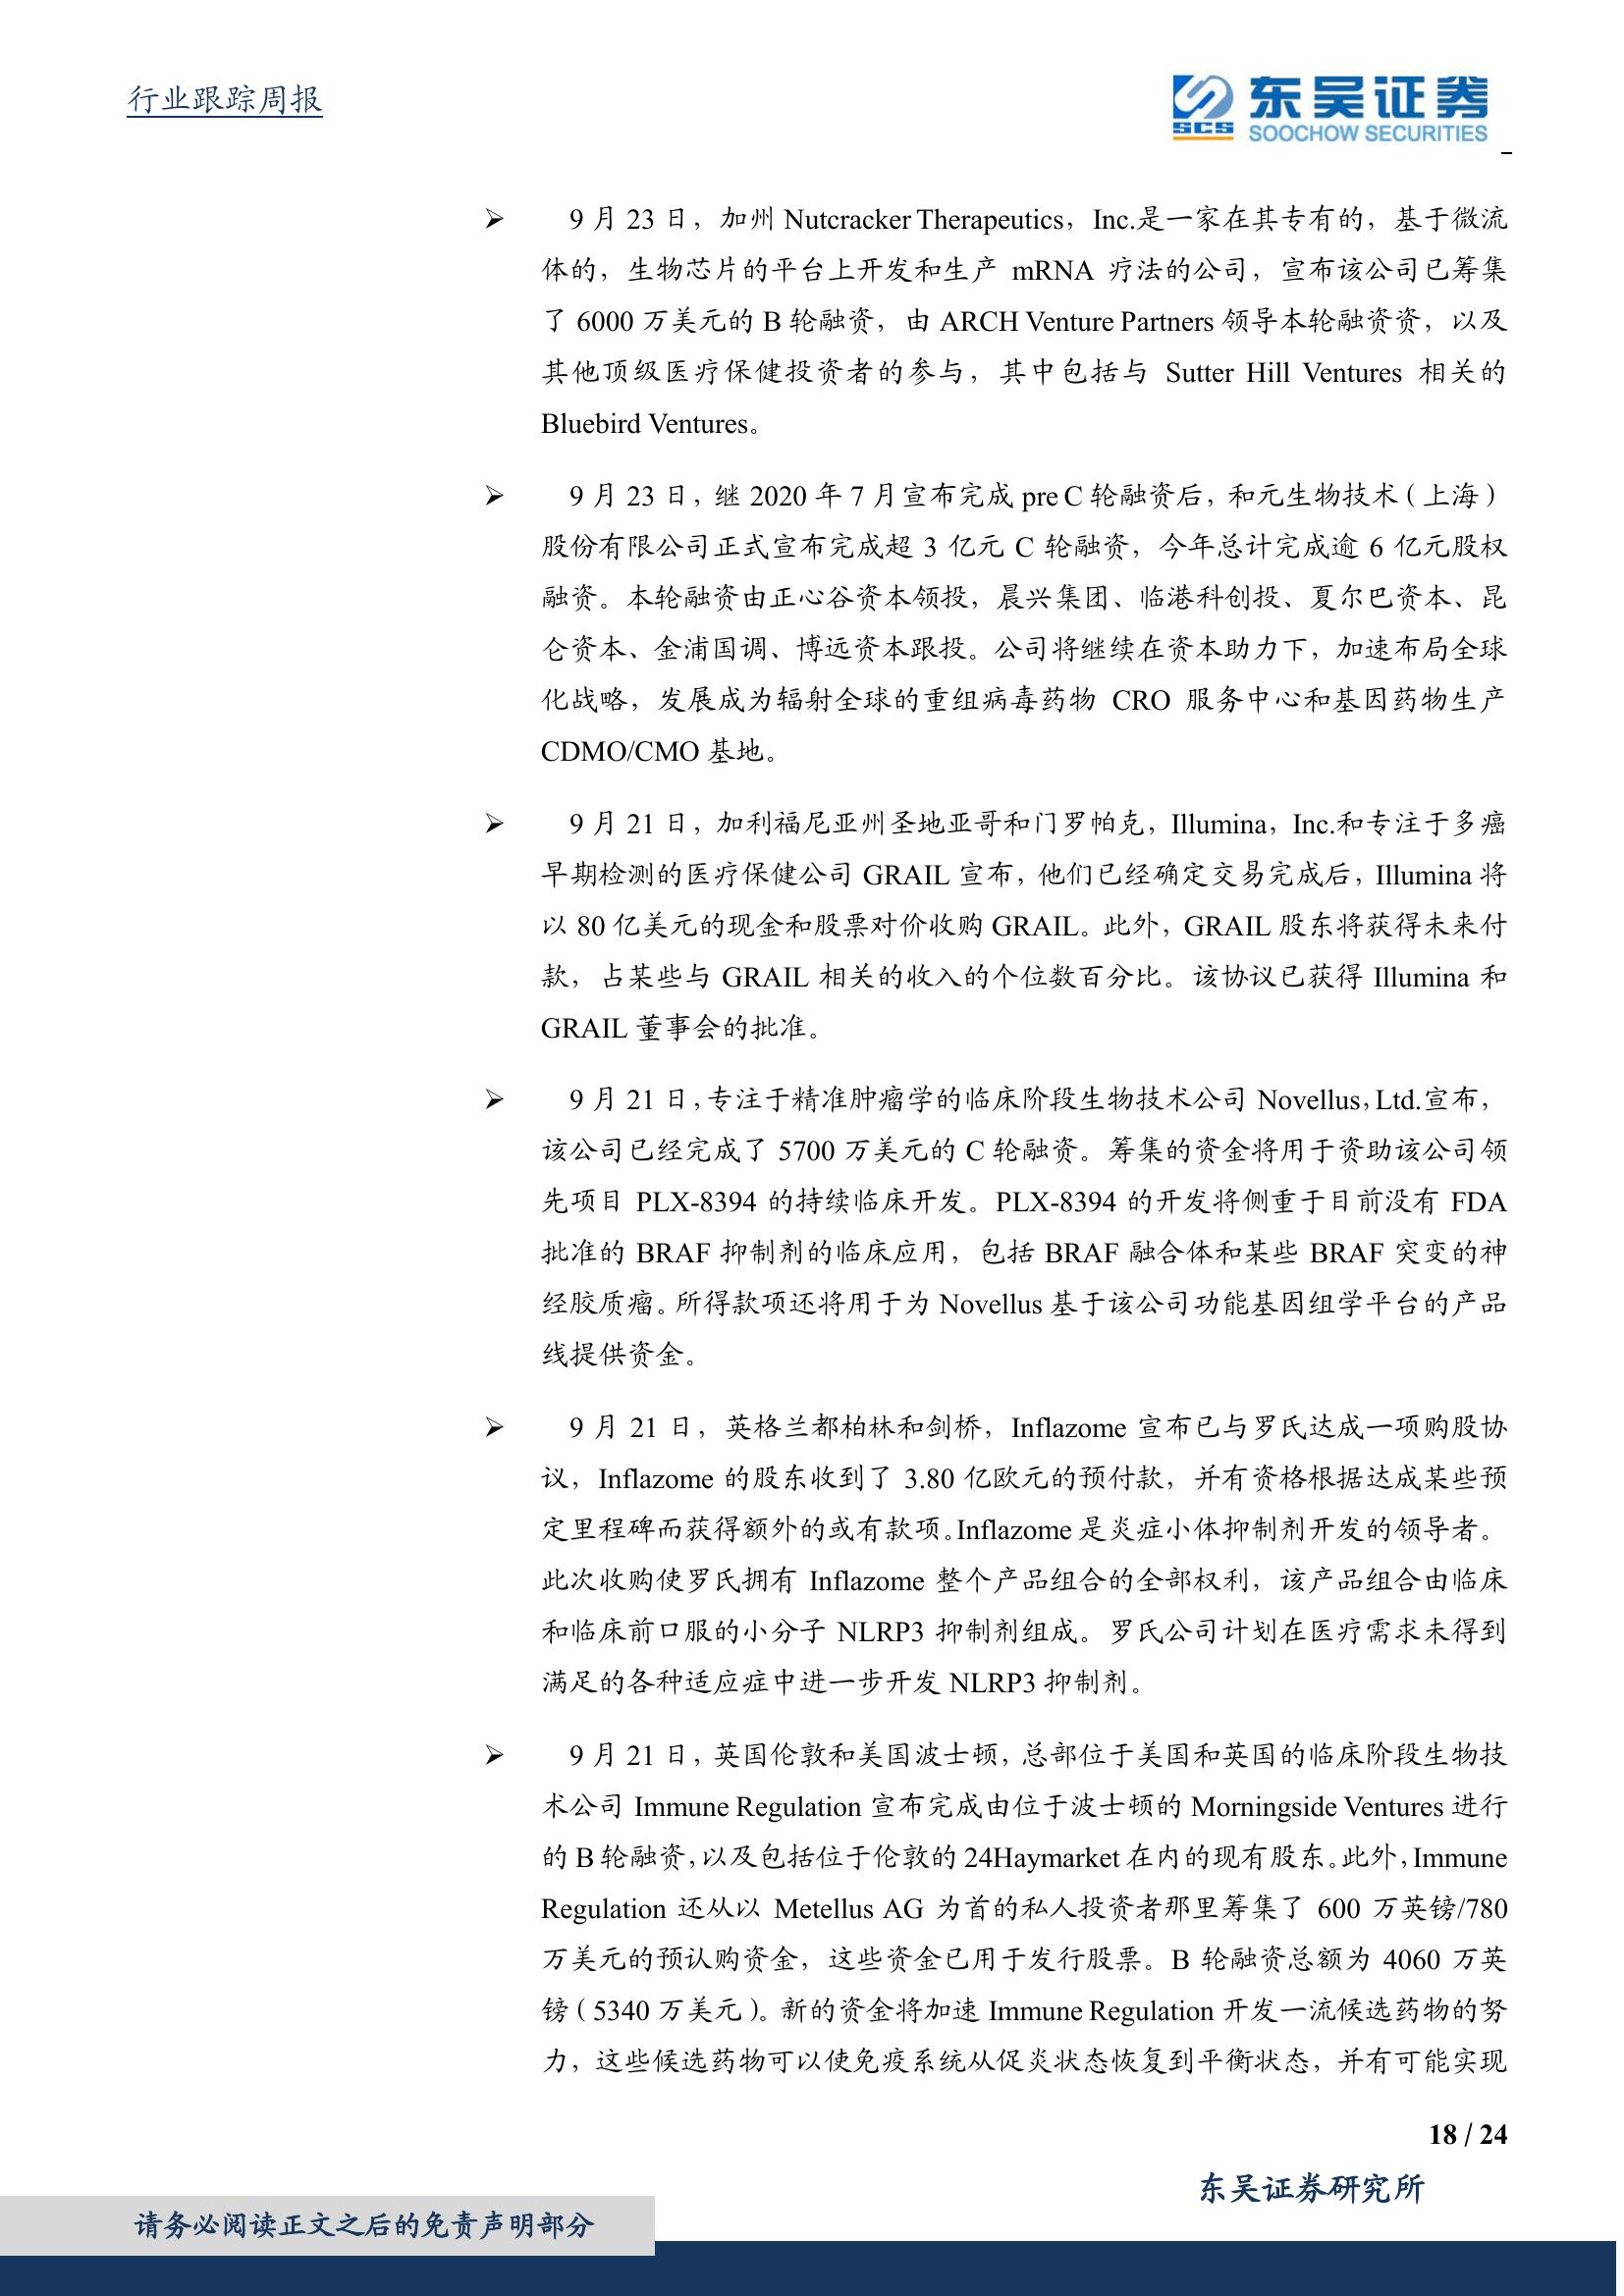 行业跟踪周报
SCS
东吴证券
SOOCHOW SECURITIES
➢ 9 月 23 日，加州 Nutcracker Therapeutics，Inc.是一家在其专有的，基于微流
体的，生物芯片的平台上开发和生产 mRNA 疗法的公司，宣布该公司已筹集
了 6000 万美元的 B 轮融资，由 ARCH Venture Partners 领导本轮融资资，以及
其他顶级医疗保健投资者的参与，其中包括与 Sutter Hill Ventures 相关的
Bluebird Ventures。
➢ 9 月 23 日，继 2020 年 7 月宣布完成 pre C 轮融资后，和元生物技术（上海）
股份有限公司正式宣布完成超 3 亿元 C 轮融资，今年总计完成逾 6 亿元股权
融资。本轮融资由正心谷资本领投，晨兴集团、临港科创投、夏尔巴资本、昆
仑资本、金浦国调、博远资本跟投。公司将继续在资本助力下，加速布局全球
化战略，发展成为辐射全球的重组病毒药物 CRO 服务中心和基因药物生产
CDMO/CMO 基地。
➢ 9 月 21 日，加利福尼亚州圣地亚哥和门罗帕克，Illumina，Inc.和专注于多癌
早期检测的医疗保健公司 GRAIL 宣布，他们已经确定交易完成后，Illumina 将
以 80 亿美元的现金和股票对价收购 GRAIL。此外，GRAIL 股东将获得未来付
款，占某些与 GRAIL 相关的收入的个位数百分比。该协议已获得 Illumina 和
GRAIL 董事会的批准。
➢ 9 月 21 日，专注于精准肿瘤学的临床阶段生物技术公司 Novellus，Ltd.宣布，
该公司已经完成了 5700 万美元的 C 轮融资。筹集的资金将用于资助该公司领
先项目 PLX-8394 的持续临床开发。PLX-8394 的开发将侧重于目前没有 FDA
批准的 BRAF 抑制剂的临床应用，包括 BRAF 融合体和某些 BRAF 突变的神
经胶质瘤。所得款项还将用于为 Novellus 基于该公司功能基因组学平台的产品
线提供资金。
➢ 9 月 21 日，英格兰都柏林和剑桥，Inflazome 宣布已与罗氏达成一项购股协
议，Inflazome 的股东收到了 3.80 亿欧元的预付款，并有资格根据达成某些预
定里程碑而获得额外的或有款项。Inflazome 是炎症小体抑制剂开发的领导者。
此次收购使罗氏拥有 Inflazome 整个产品组合的全部权利，该产品组合由临床
和临床前口服的小分子 NLRP3 抑制剂组成。罗氏公司计划在医疗需求未得到
满足的各种适应症中进一步开发 NLRP3 抑制剂。
➢ 9 月 21 日，英国伦敦和美国波士顿，总部位于美国和英国的临床阶段生物技
术公司 Immune Regulation 宣布完成由位于波士顿的 Morningside Ventures 进行
的 B 轮融资，以及包括位于伦敦的 24Haymarket 在内的现有股东。此外，Immune
Regulation 还从以 Metellus AG 为首的私人投资者那里筹集了 600 万英镑/780
万美元的预认购资金，这些资金已用于发行股票。B 轮融资总额为 4060 万英
镑（5340 万美元）。新的资金将加速 Immune Regulation 开发一流候选药物的努
力，这些候选药物可以使免疫系统从促炎状态恢复到平衡状态，并有可能实现
18 / 24
东吴证券研究所
请务必阅读正文之后的免责声明部分